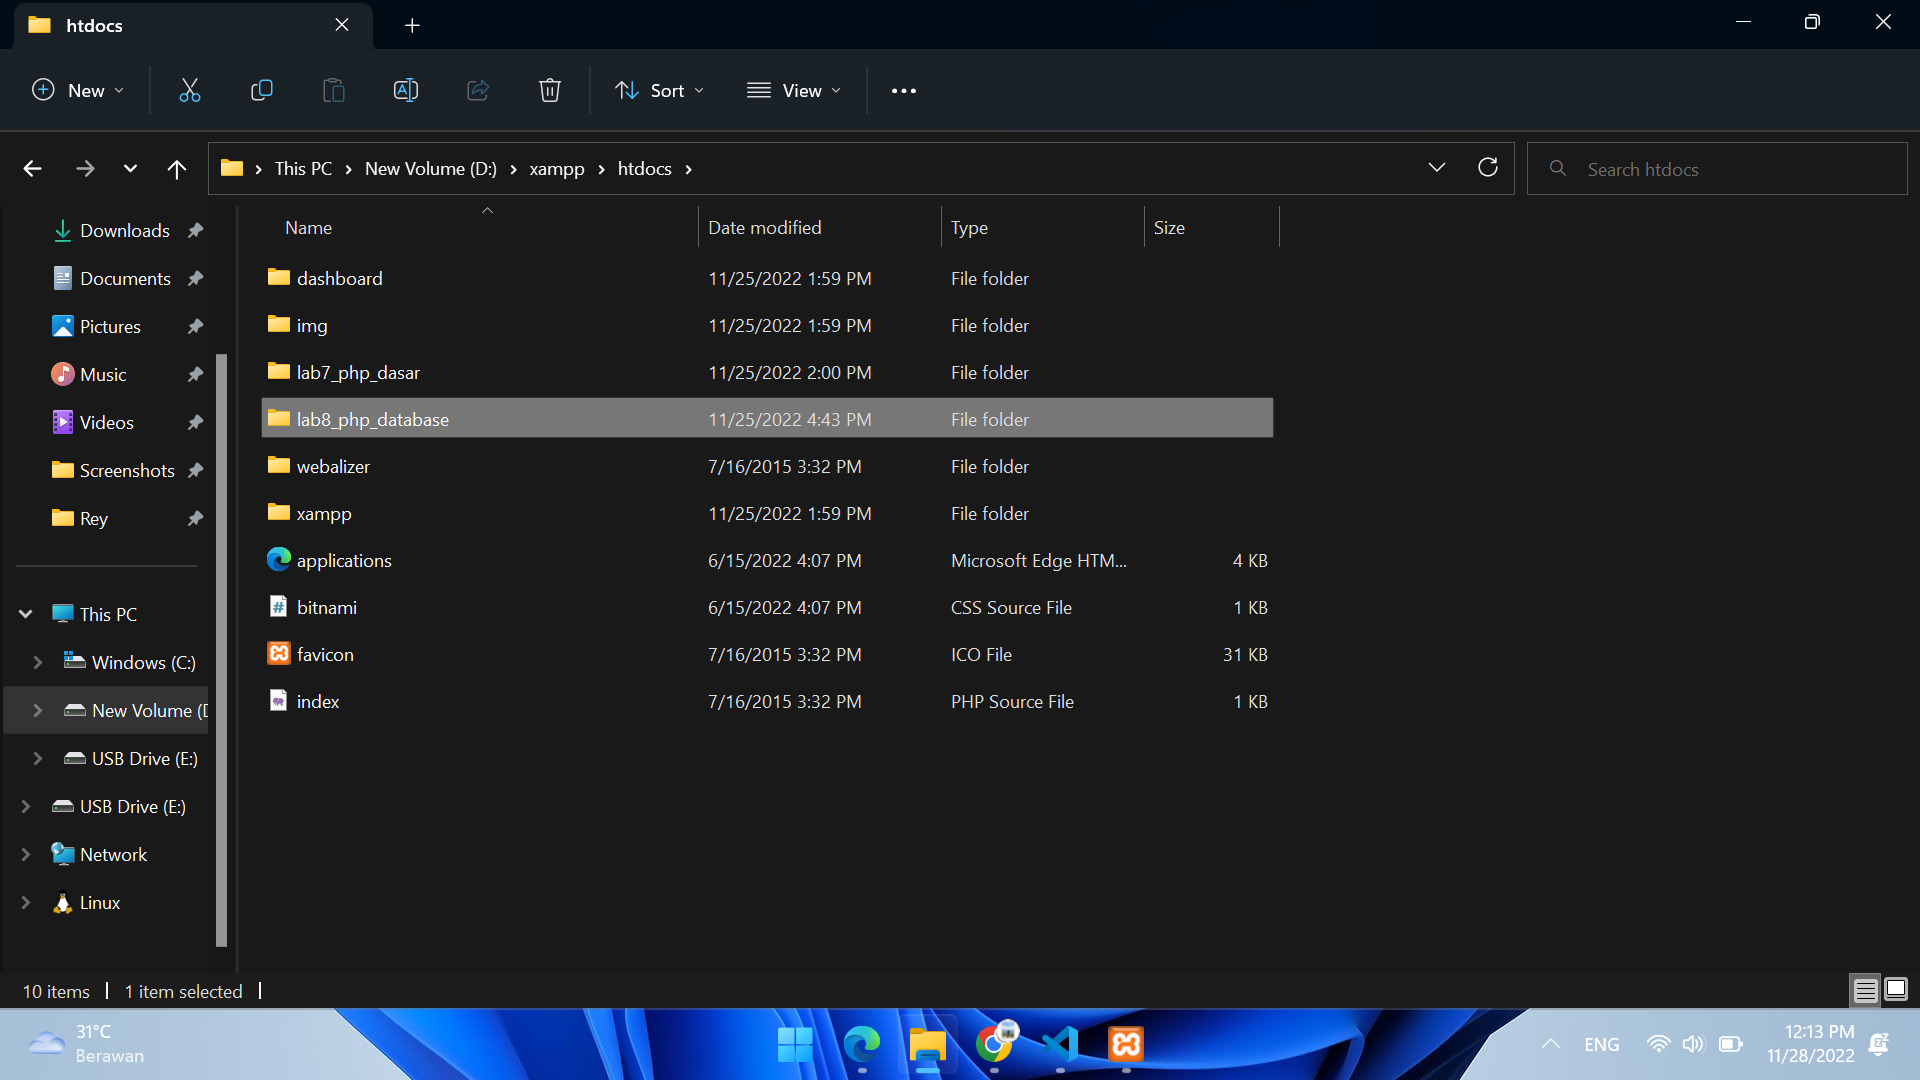 htdocs
New
Sort
View
This PC
New Volume (D:)
xampp
htdocs
Search htdocs
Downloads
Documents
Pictures
Music
Videos
Screenshots
Rey
This PC
Windows (C:)
New Volume (D
USB Drive (E:)
USB Drive (E:)
Network
Linux
Name Date modified Type Size
dashboard 11/25/2022 1:59 PM File folder
img 11/25/2022 1:59 PM File folder
lab7_php_dasar 11/25/2022 2:00 PM File folder
lab8_php_database 11/25/2022 4:43 PM File folder
webalizer 7/16/2015 3:32 PM File folder
xampp 11/25/2022 1:59 PM File folder
applications 6/15/2022 4:07 PM Microsoft Edge HTM... 4 KB
bitnami 6/15/2022 4:07 PM CSS Source File 1 KB
favicon 7/16/2015 3:32 PM ICO File 31 KB
index 7/16/2015 3:32 PM PHP Source File 1 KB
10 items 1 item selected
31°C
Berawan
ENG
12:13 PM
11/28/2022